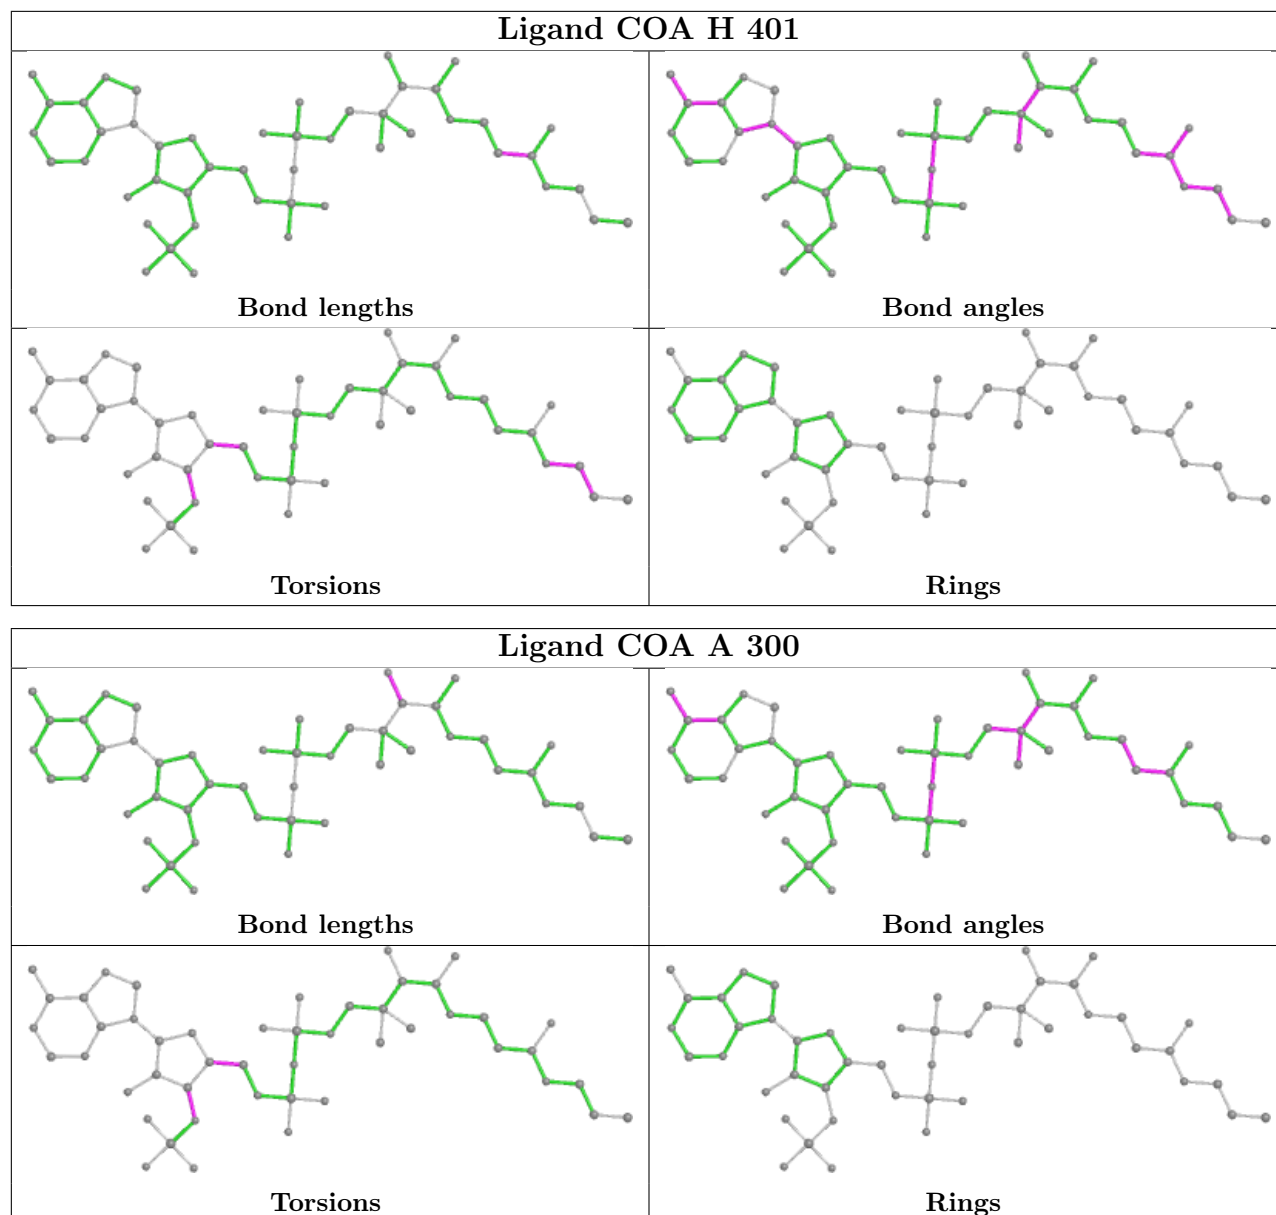 Ligand COA H 401
Bond lengths
Bond angles
Torsions
Rings
Ligand COA A 300
Bond lengths
Bond angles
Torsions
Rings